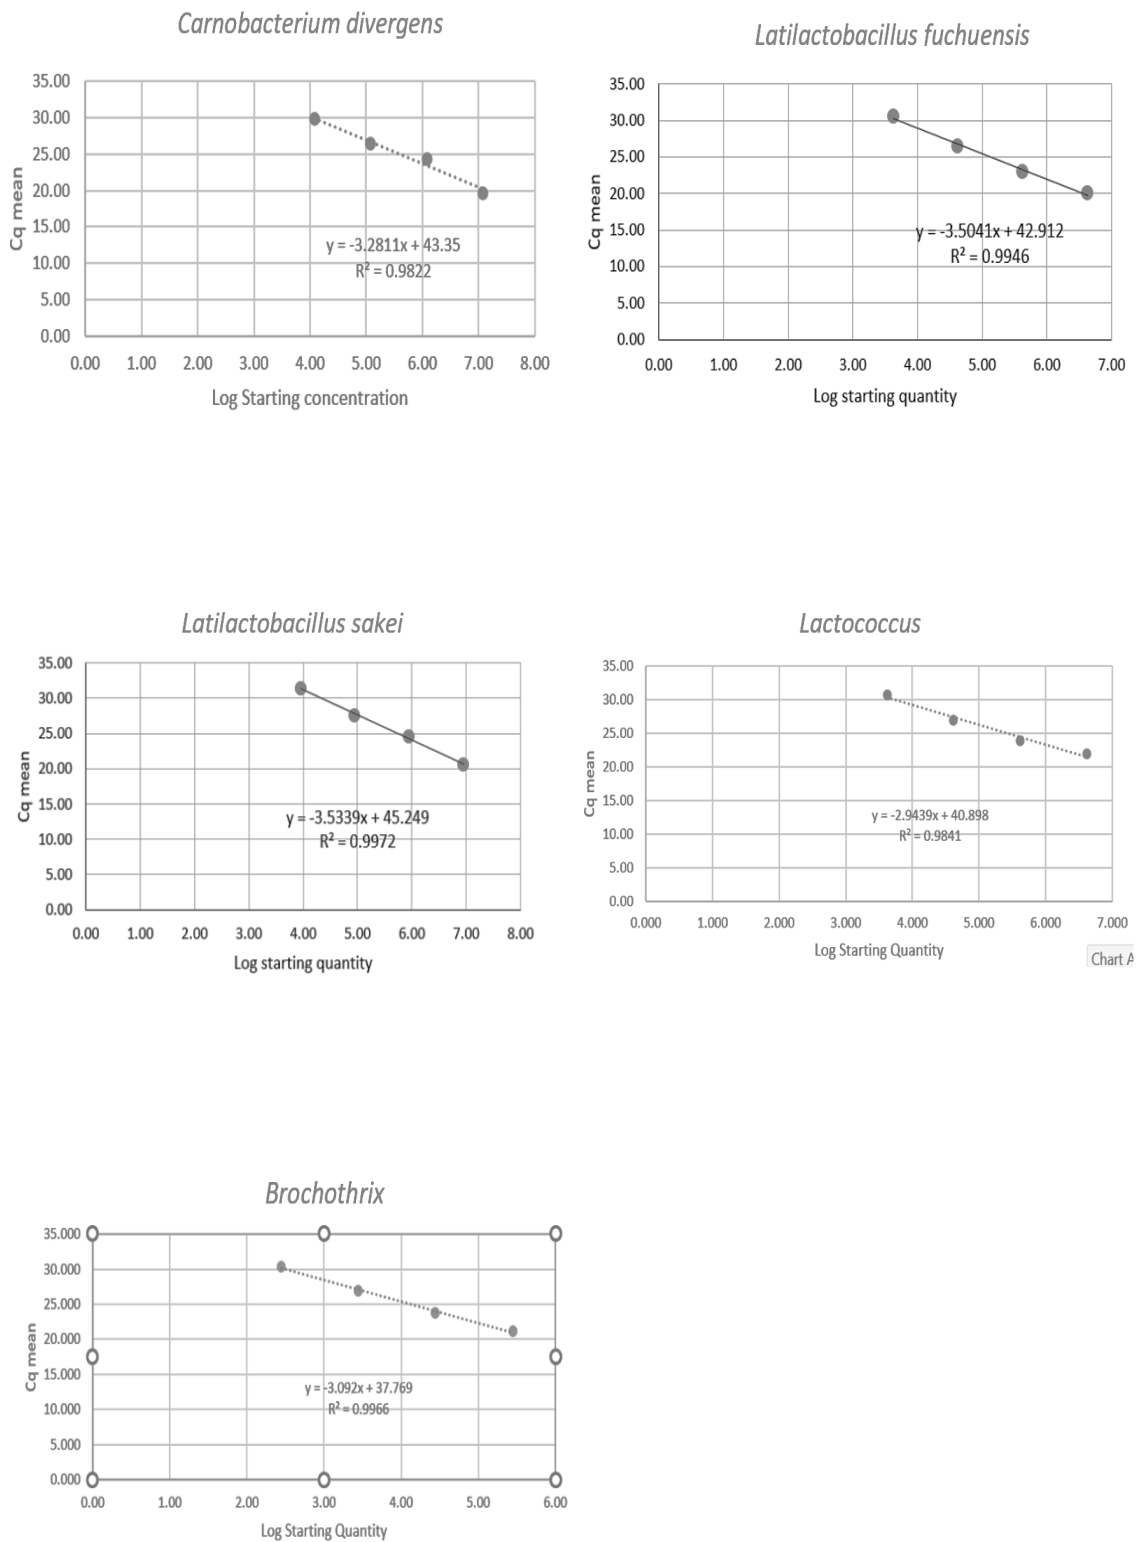 Carnobacterium divergens
35.00
30.00
25.00
20.00
15.00
10.00
5.00
0.00
Cq mean
y = -3.2811x + 43.35
R² = 0.9822
0.00 1.00 2.00 3.00 4.00 5.00 6.00 7.00 8.00
Log Starting concentration
Latilactobacillus fuchuensis
35.00
30.00
25.00
20.00
15.00
10.00
5.00
0.00
Cq mean
y = -3.5041x + 42.912
R² = 0.9946
0.00 1.00 2.00 3.00 4.00 5.00 6.00 7.00
Log starting quantity
Latilactobacillus sakei
35.00
30.00
25.00
20.00
15.00
10.00
5.00
0.00
Cq mean
y = -3.5339x + 45.249
R² = 0.9972
0.00 1.00 2.00 3.00 4.00 5.00 6.00 7.00 8.00
Log starting quantity
Lactococcus
35.00
30.00
25.00
20.00
15.00
10.00
5.00
0.00
Cq mean
y = -2.9439x + 40.898
R² = 0.9841
0.000 1.000 2.000 3.000 4.000 5.000 6.000 7.000
Log Starting Quantity
Chart A
Brochothrix
35.000
30.000
25.000
20.000
15.000
10.000
5.000
0.000
Cq mean
y = -3.092x + 37.769
R² = 0.9966
0.00 1.00 2.00 3.00 4.00 5.00 6.00
Log Starting Quantity